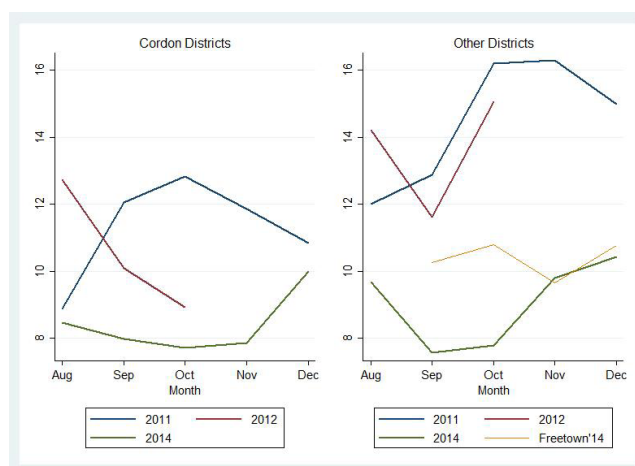 Cordon Districts
Other Districts
16
14
12
10
8
Aug Sep Oct Nov Dec
Month
2011 2012
2014
16
14
12
10
8
Aug Sep Oct Nov Dec
Month
2011 2012
2014 Freetown'14